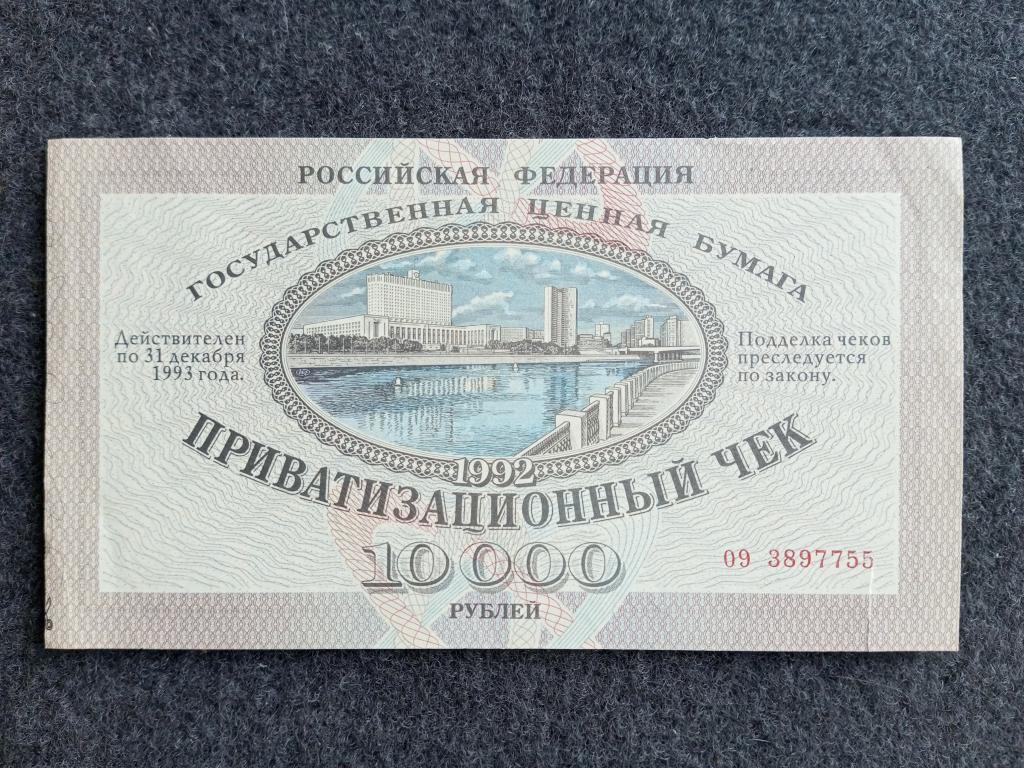 РОССИЙСКАЯ ФЕДЕРАЦИЯ
ГОСУДАРСТВЕННАЯ ЦЕННАЯ БУМАГА
Действителен
по 31 декабря
1993 года.
Подделка чеков
преследуется
по закону.
1992
ПРИВАТИЗАЦИОННЫЙ ЧЕК
10 000
РУБЛЕЙ
09 3897755